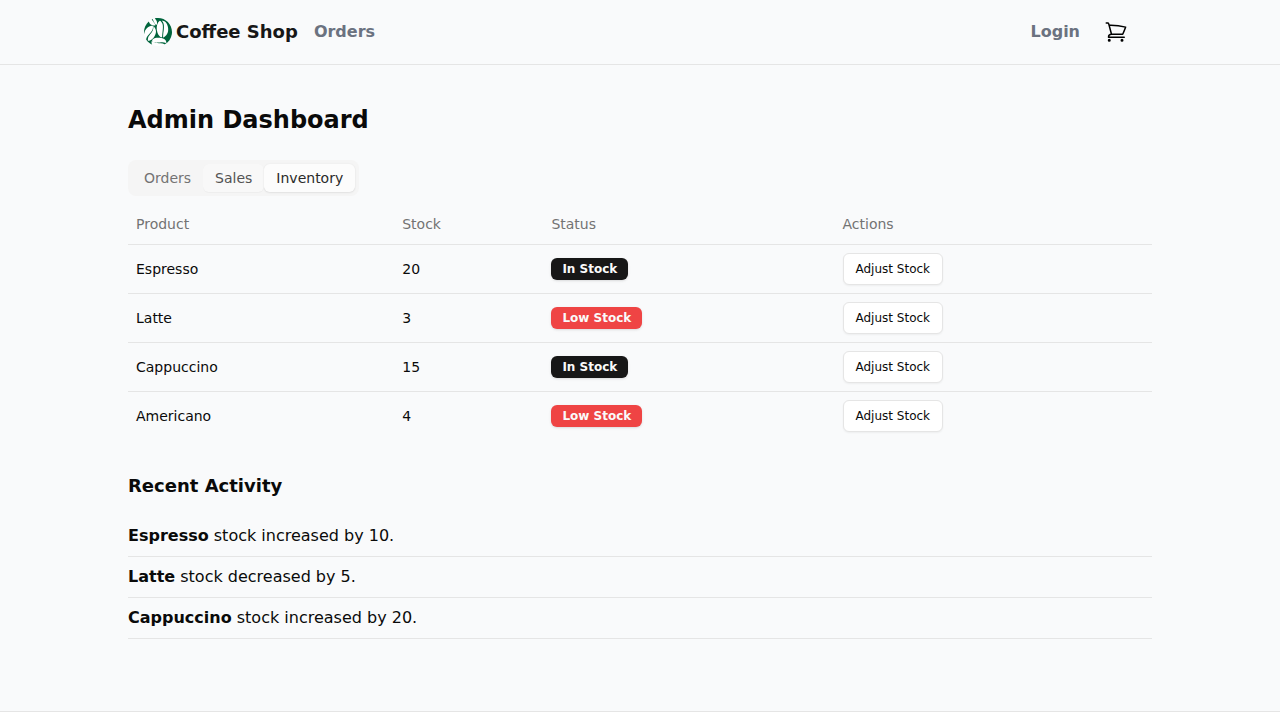 Coffee Shop Orders Login
Admin Dashboard
Orders Sales Inventory
Product Stock Status Actions
Espresso 20 In Stock Adjust Stock
Latte 3 Low Stock Adjust Stock
Cappuccino 15 In Stock Adjust Stock
Americano 4 Low Stock Adjust Stock
Recent Activity
Espresso stock increased by 10.
Latte stock decreased by 5.
Cappuccino stock increased by 20.